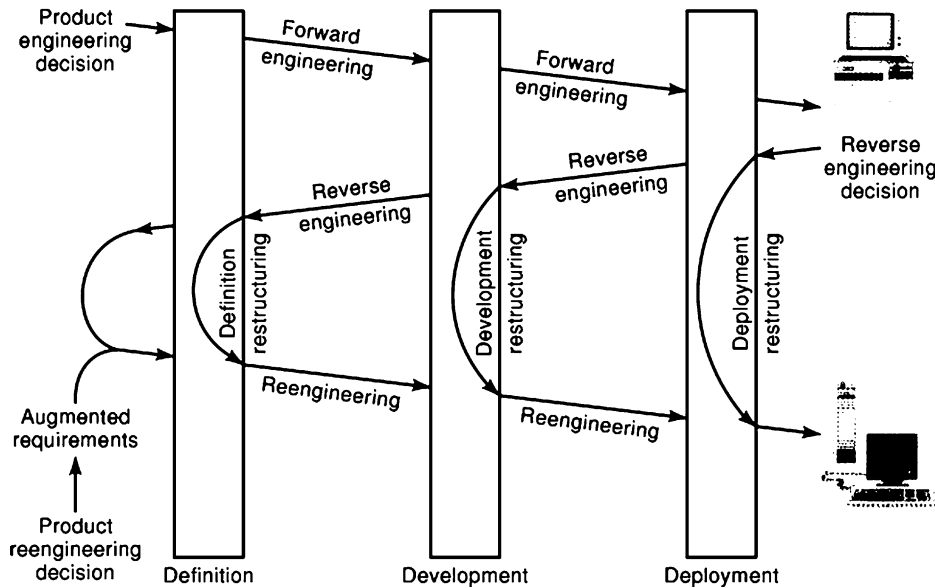 Product
engineering
decision
Forward
engineering
Forward
engineering
Reverse
engineering
decision
Reverse
engineering
Reverse
engineering
Definition
restructuring
Development
restructuring
Deployment
restructuring
Reengineering
Reengineering
Augmented
requirements
Product
reengineering
decision
Definition
Development
Deployment